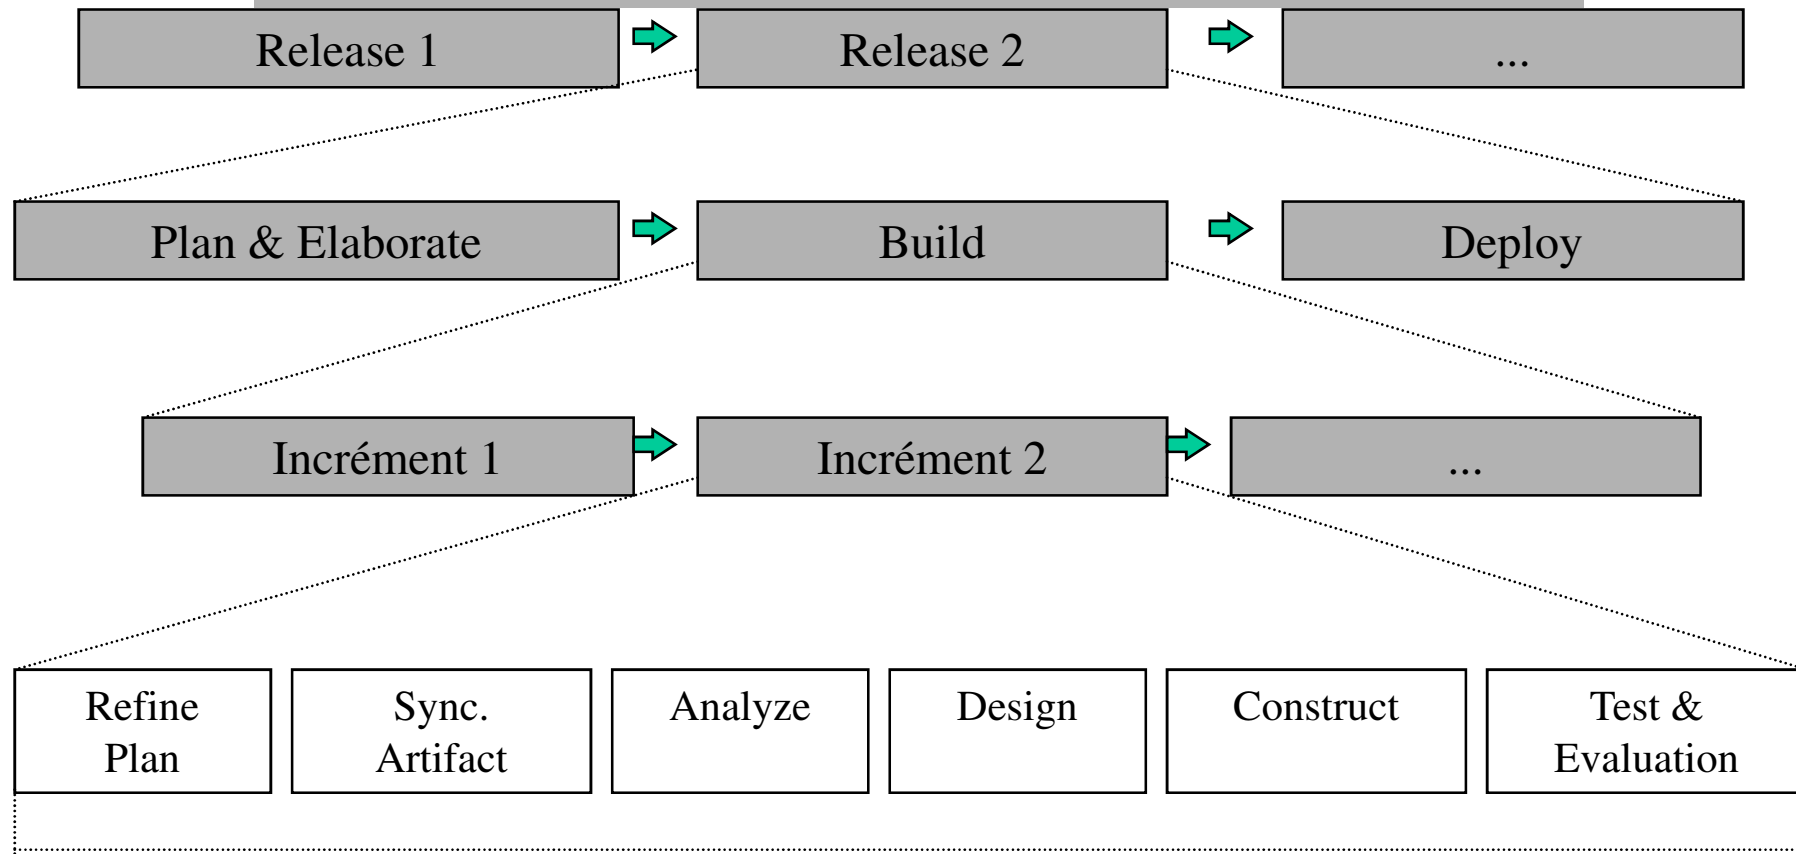 Release 1
Release 2
...
Plan & Elaborate
Build
Deploy
Incrément 1
Incrément 2
...
Refine
Plan
Sync.
Artifact
Analyze
Design
Construct
Test &
Evaluation